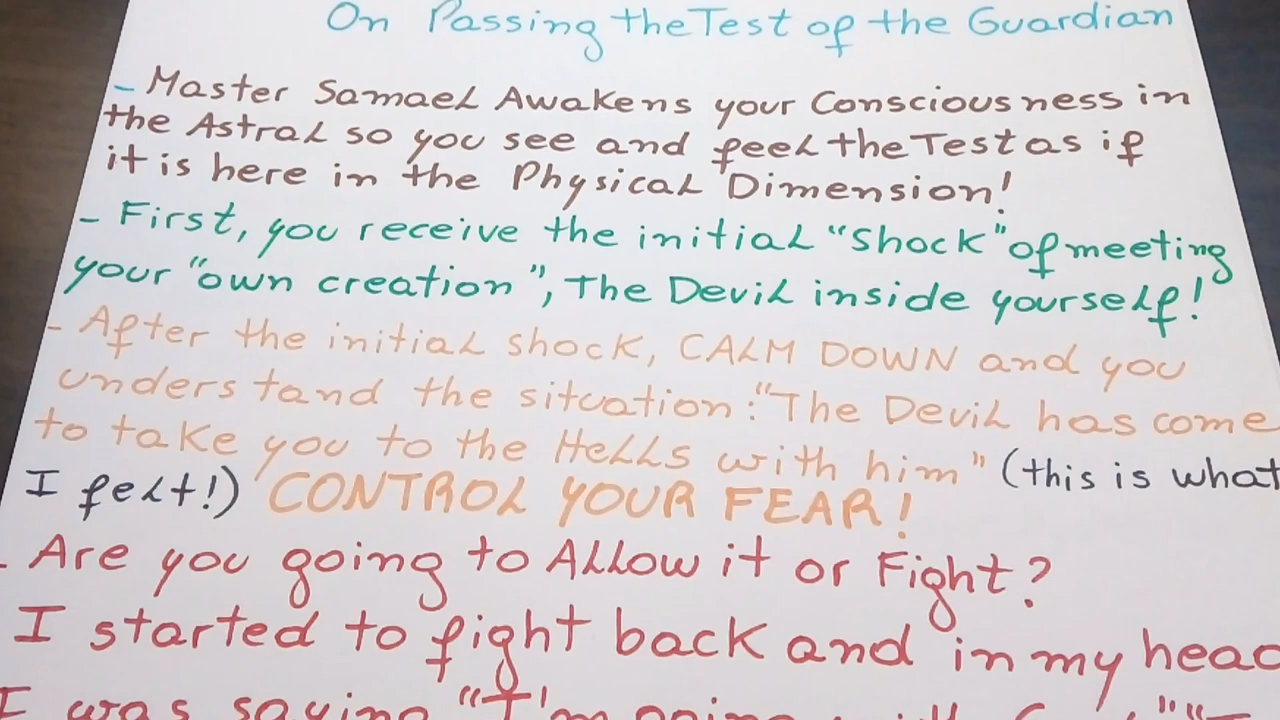 On Passing the Test of the Guardian
- Master Samael Awakens your Consciousness in
the Astral so you see and feel the Test as if
it is here in the Physical Dimension!
- First, you receive the initial "Shock" of meeting
your "own creation", The Devil inside yourself!
- After the initial shock, CALM DOWN and you
understand the situation: "The Devil has come
to take you to the Hells with him" (this is what
I felt!) CONTROL YOUR FEAR!
- Are you going to Allow it or Fight?
I started to fight back and in my head
I was saying "I'm going